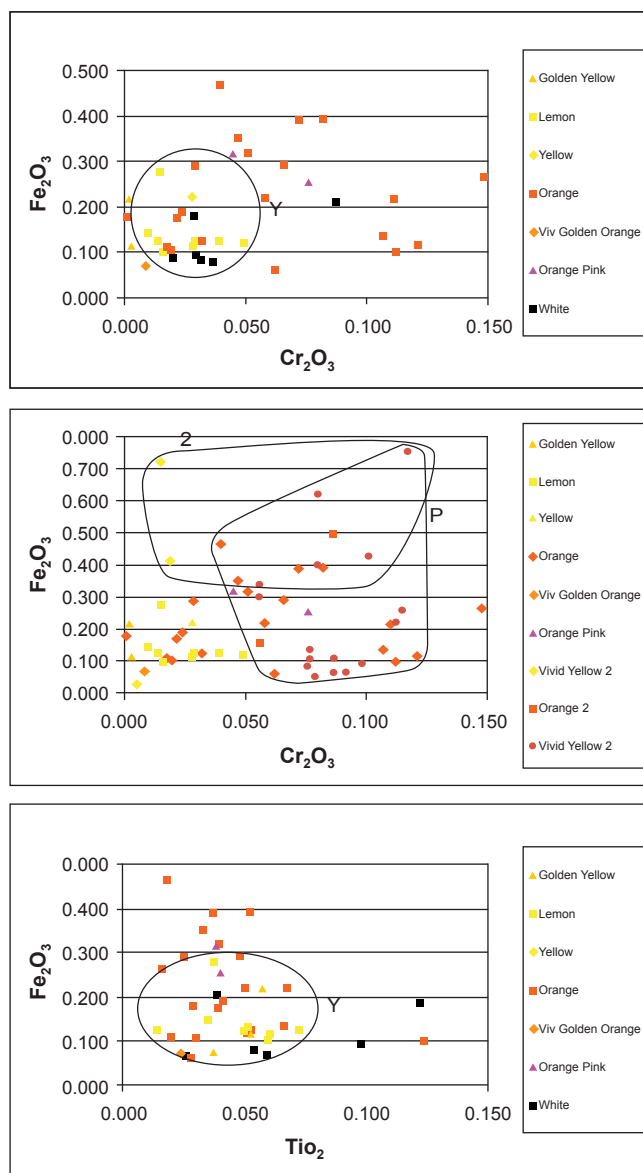 Fe₂O₃
0.500
0.400
0.300
0.200
0.100
0.000
0.000
0.050
0.100
0.150
Cr₂O₃
Y
Golden Yellow
Lemon
Yellow
Orange
Viv Golden Orange
Orange Pink
White
Fe₂O₃
0.000
0.700
0.600
0.500
0.400
0.300
0.200
0.100
0.000
0.000
0.050
0.100
0.150
Cr₂O₃
2
P
Golden Yellow
Lemon
Yellow
Orange
Viv Golden Orange
Orange Pink
Vivid Yellow 2
Orange 2
Vivid Yellow 2
Fe₂O₃
0.000
0.400
0.300
0.200
0.100
0.000
0.000
0.050
0.100
0.150
Tio₂
Y
Golden Yellow
Lemon
Yellow
Orange
Viv Golden Orange
Orange Pink
White